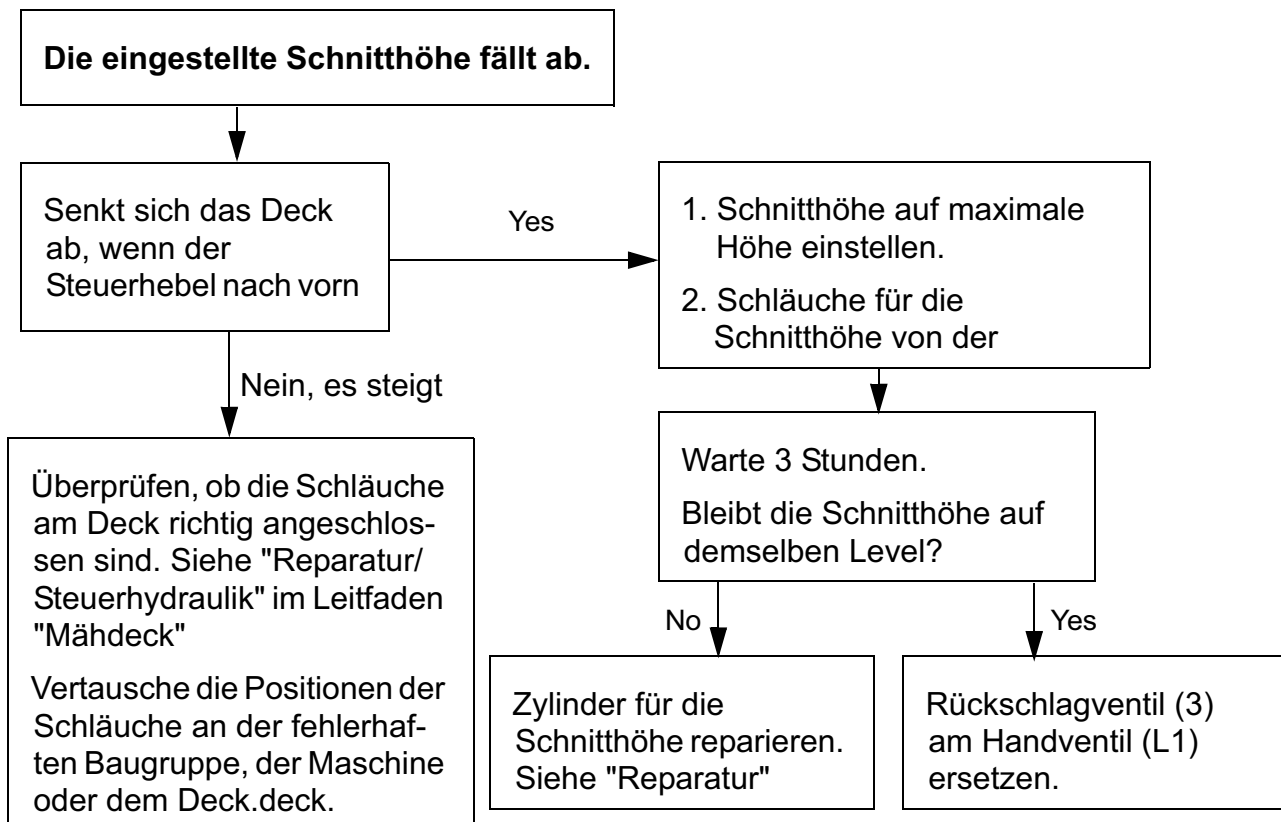 Die eingestellte Schnitthöhe fällt ab.
Senkt sich das Deck
ab, wenn der
Steuerhebel nach vorn
Yes
1. Schnitthöhe auf maximale
Höhe einstellen.
2. Schläuche für die
Schnitthöhe von der
Nein, es steigt
Überprüfen, ob die Schläuche
am Deck richtig angeschlos-
sen sind. Siehe "Reparatur/
Steuerhydraulik" im Leitfaden
"Mähdeck"
Vertausche die Positionen der
Schläuche an der fehlerhaf-
ten Baugruppe, der Maschine
oder dem Deck.deck.
Warte 3 Stunden.
Bleibt die Schnitthöhe auf
demselben Level?
No
Yes
Zylinder für die
Schnitthöhe reparieren.
Siehe "Reparatur"
Rückschlagventil (3)
am Handventil (L1)
ersetzen.